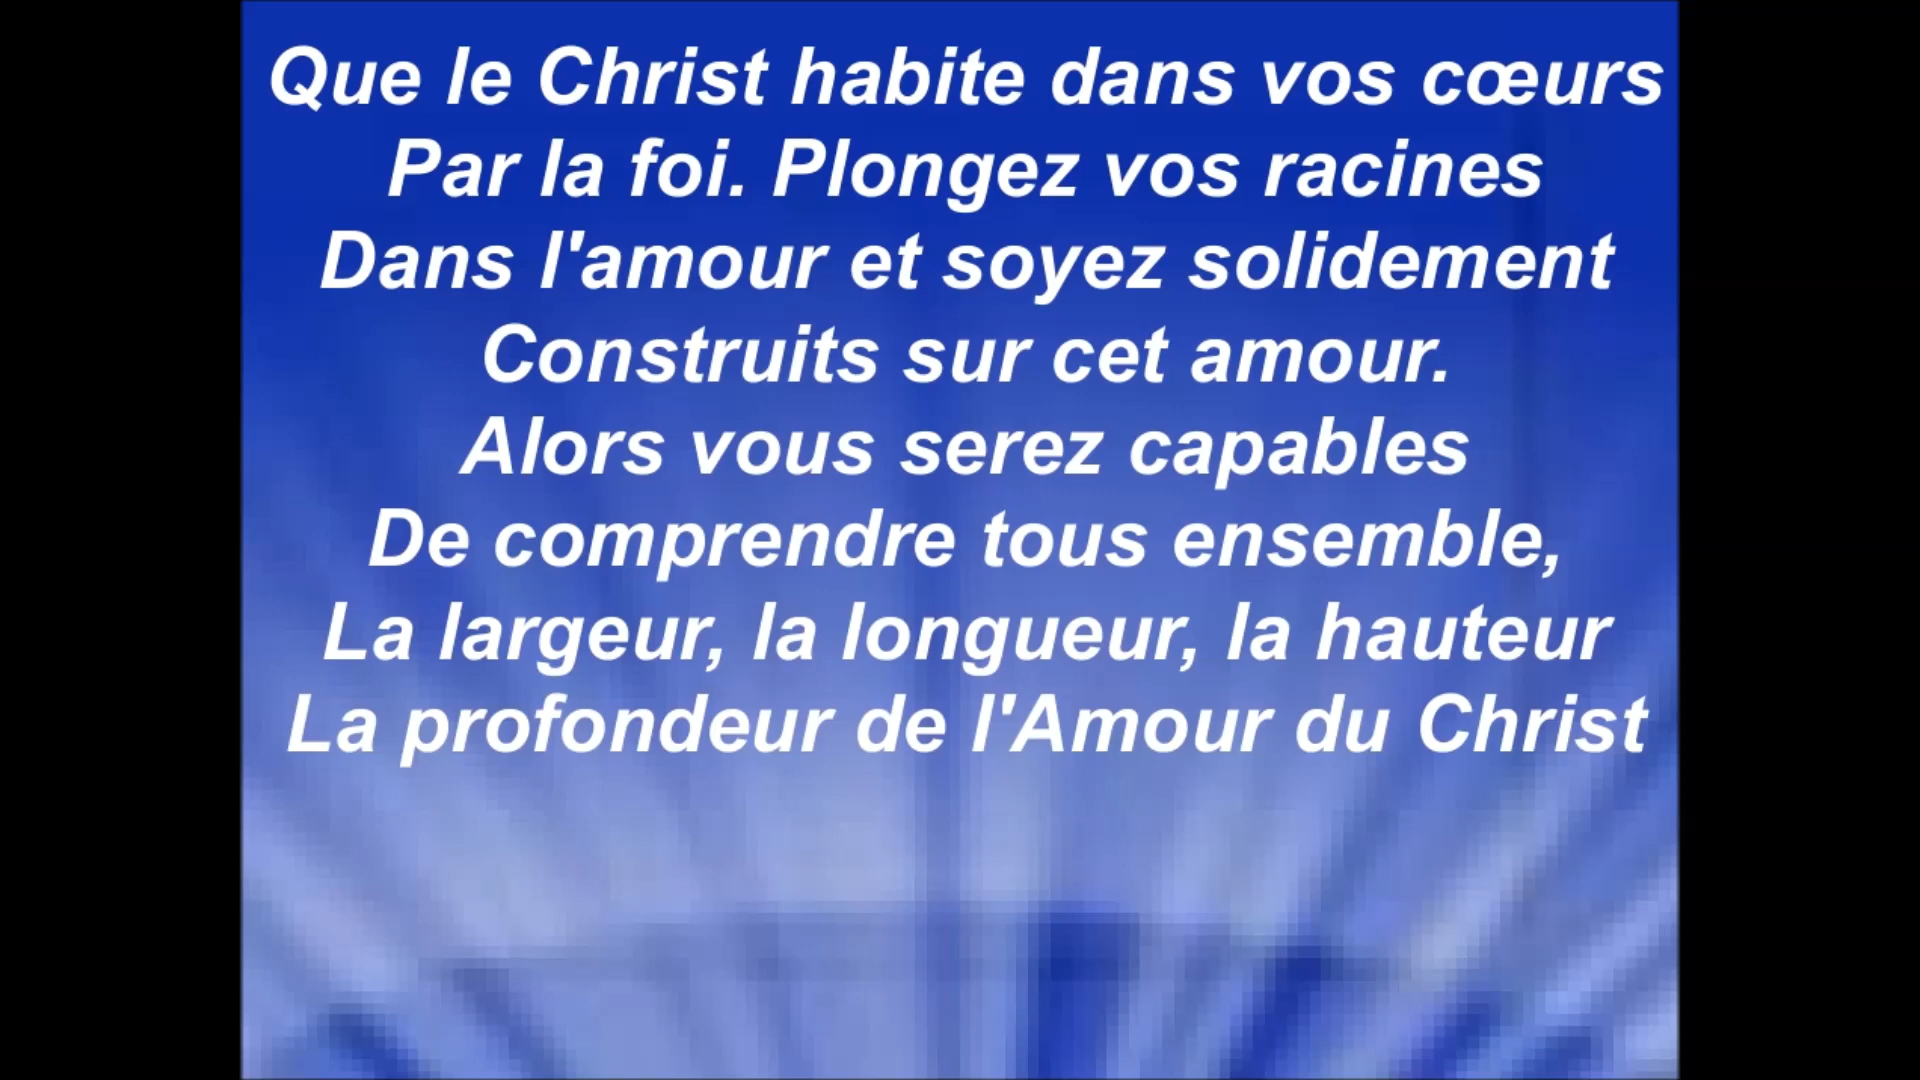 Que le Christ habite dans vos cœurs
Par la foi. Plongez vos racines
Dans l'amour et soyez solidement
Construits sur cet amour.
Alors vous serez capables
De comprendre tous ensemble,
La largeur, la longueur, la hauteur
La profondeur de l'Amour du Christ